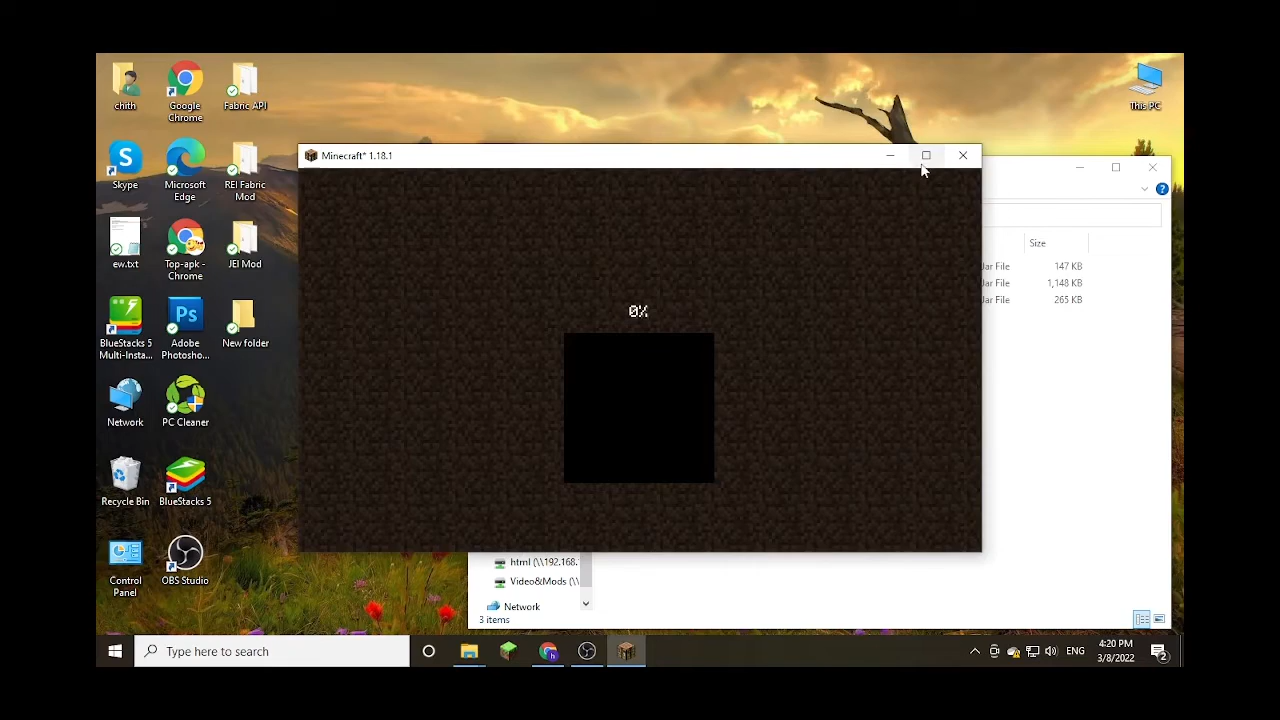 chith
Google
Chrome
Fabric API
This PC
Minecraft* 1.18.1
Skype
Microsoft
Edge
REI Fabric
Mod
Size
ew.txt
Top-apk -
Chrome
JEI Mod
Jar File 147 KB
Jar File 1,148 KB
Jar File 265 KB
0%
BlueStacks 5
Multi-Insta...
Adobe
Photosho...
New folder
Network
PC Cleaner
Recycle Bin
BlueStacks 5
Control
Panel
OBS Studio
html (\\192.168.
Video&Mods (\\
Network
3 items
Type here to search
ENG
4:20 PM
3/8/2022
2